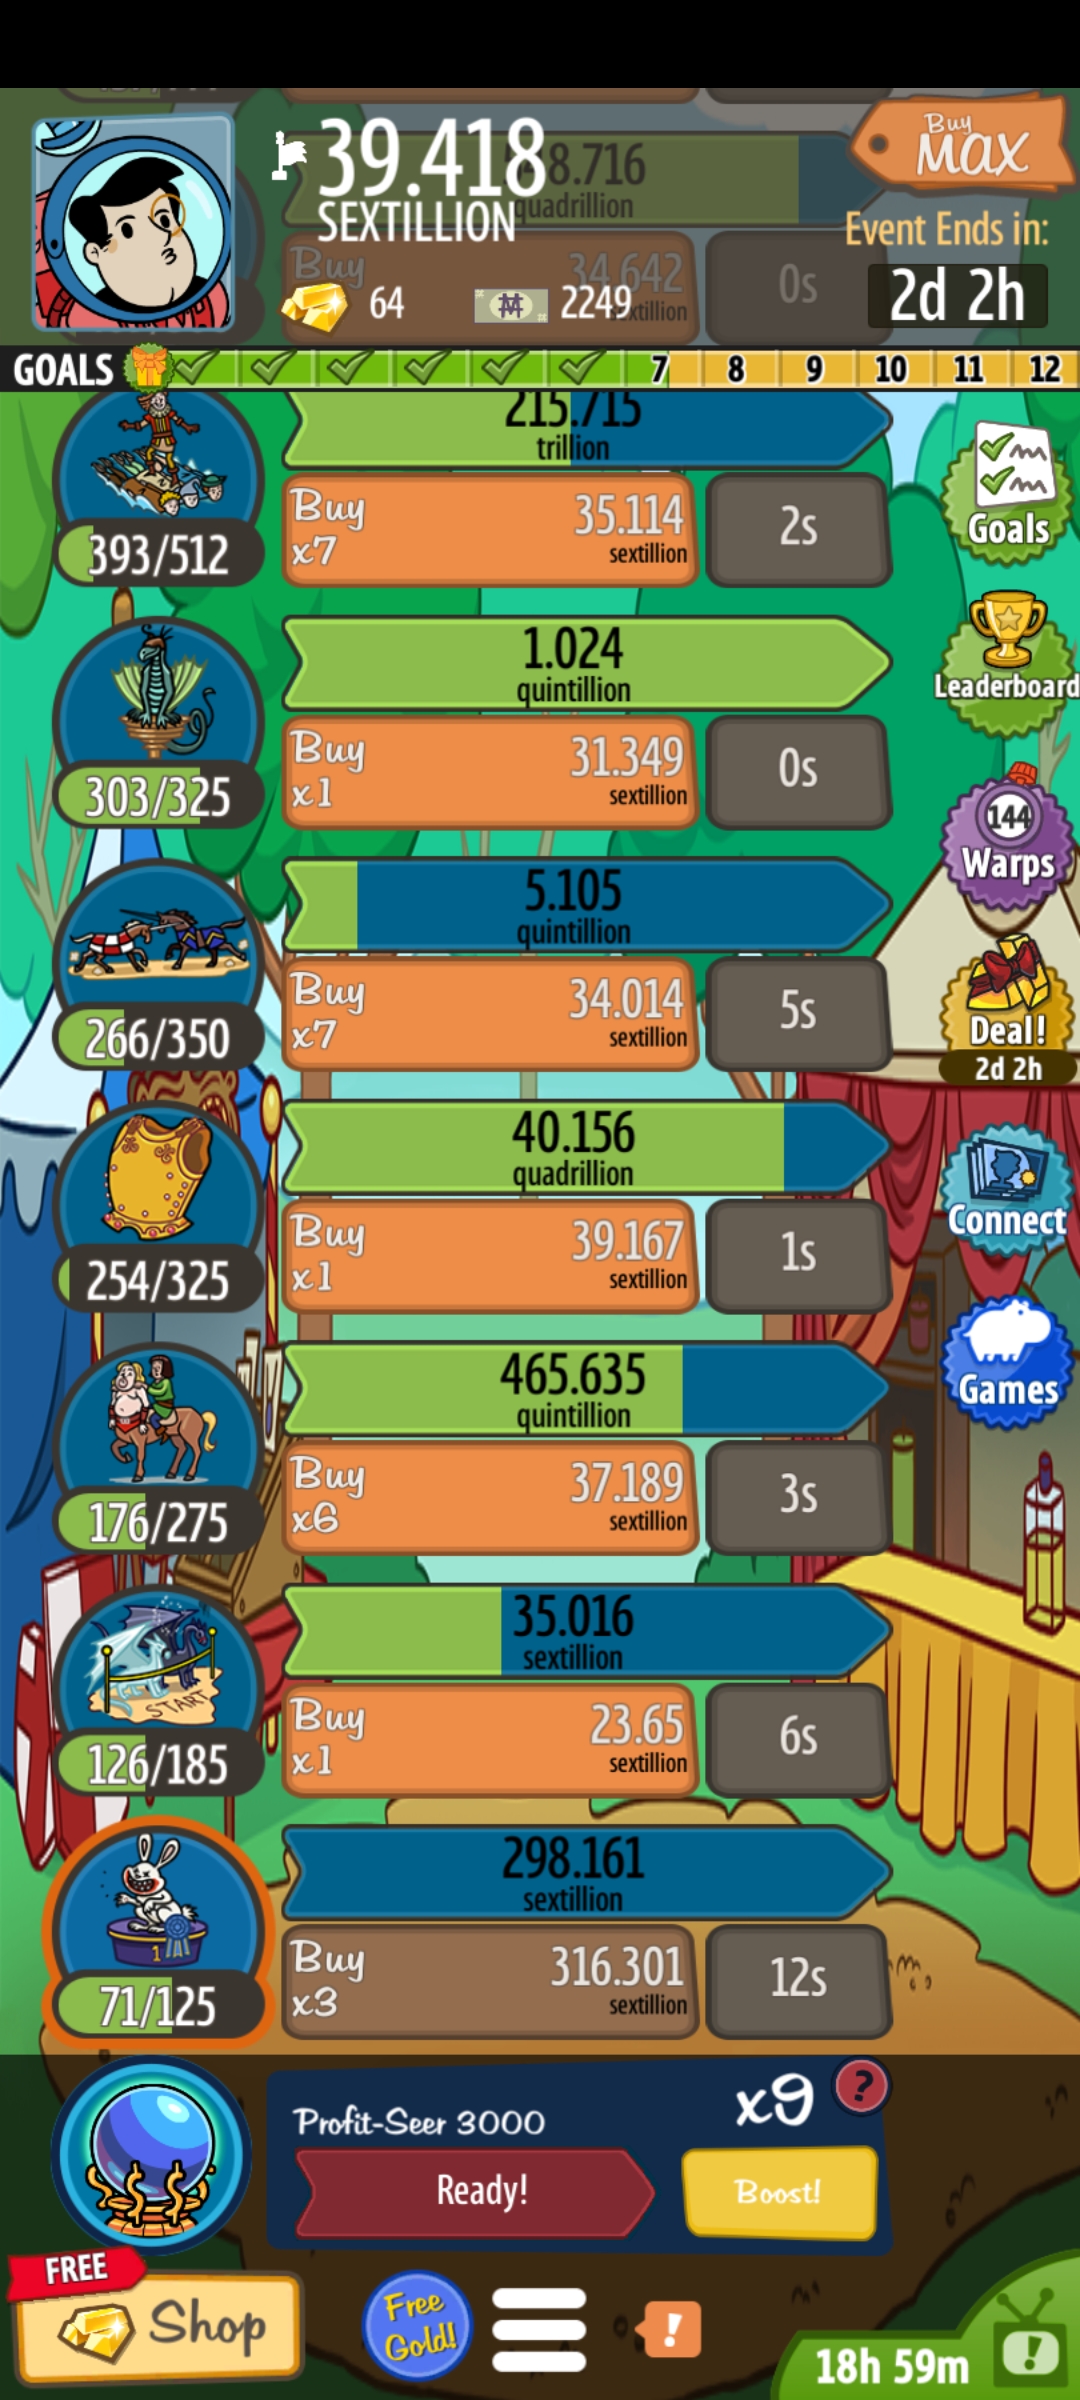 39.418
SEXTILLION
8.716
quadrillion
Buy
34.642
0s
64
2249
Buy
MAX
Event Ends in:
2d 2h
GOALS
7
8
9
10
11
12
215.715
trillion
393/512
Buy
x7
35.114
sextillion
2s
Goals
1.024
quintillion
303/325
Buy
x1
31.349
sextillion
0s
Leaderboard
144
Warps
5.105
quintillion
266/350
Buy
x7
34.014
sextillion
5s
Deal!
2d 2h
40.156
quadrillion
254/325
Buy
x1
39.167
sextillion
1s
Connect
465.635
quintillion
176/275
Buy
x6
37.189
sextillion
3s
Games
35.016
sextillion
START
126/185
Buy
x1
23.65
sextillion
6s
298.161
sextillion
1
71/125
Buy
x3
316.301
sextillion
12s
Profit-Seer 3000
x9
?
Ready!
Boost!
FREE
Shop
Free
Gold!
!
18h 59m
!